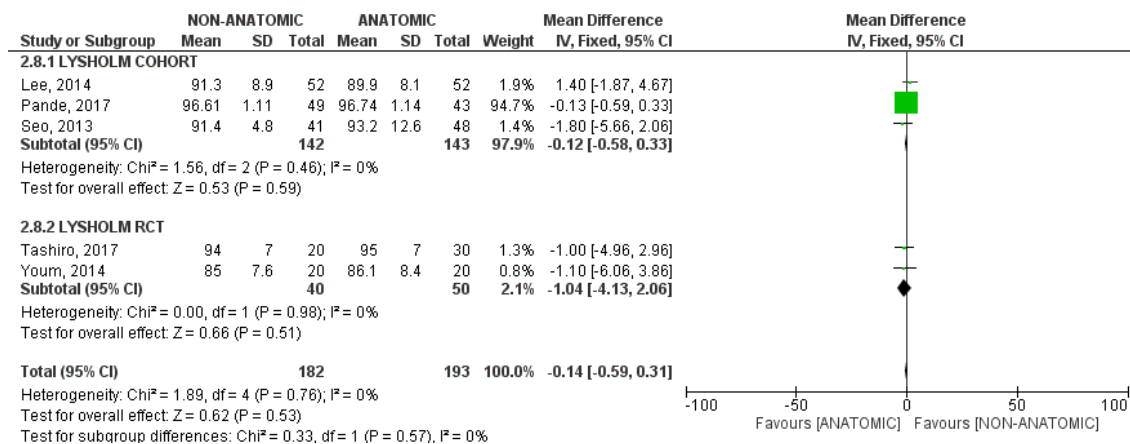 NON-ANATOMIC ANATOMIC Mean Difference Mean Difference
Study or Subgroup Mean SD Total Mean SD Total Weight IV, Fixed, 95% CI IV, Fixed, 95% CI
2.8.1 LYSHOLM COHORT
Lee, 2014 91.3 8.9 52 89.9 8.1 52 1.9% 1.40 [-1.87, 4.67]
Pande, 2017 96.61 1.11 49 96.74 1.14 43 94.7% -0.13 [-0.59, 0.33]
Seo, 2013 91.4 4.8 41 93.2 12.6 48 1.4% -1.80 [-5.66, 2.06]
Subtotal (95% CI) 142 143 97.9% -0.12 [-0.58, 0.33]
Heterogeneity: Chi² = 1.56, df = 2 (P = 0.46); I² = 0%
Test for overall effect: Z = 0.53 (P = 0.59)
2.8.2 LYSHOLM RCT
Tashiro, 2017 94 7 20 95 7 30 1.3% -1.00 [-4.96, 2.96]
Youm, 2014 85 7.6 20 86.1 8.4 20 0.8% -1.10 [-6.06, 3.86]
Subtotal (95% CI) 40 50 2.1% -1.04 [-4.13, 2.06]
Heterogeneity: Chi² = 0.00, df = 1 (P = 0.98); I² = 0%
Test for overall effect: Z = 0.66 (P = 0.51)
Total (95% CI) 182 193 100.0% -0.14 [-0.59, 0.31]
Heterogeneity: Chi² = 1.89, df = 4 (P = 0.76); I² = 0%
Test for overall effect: Z = 0.62 (P = 0.53)
Test for subgroup differences: Chi² = 0.33, df = 1 (P = 0.57), I² = 0%
-100 -50 0 50 100
Favours [ANATOMIC] Favours [NON-ANATOMIC]